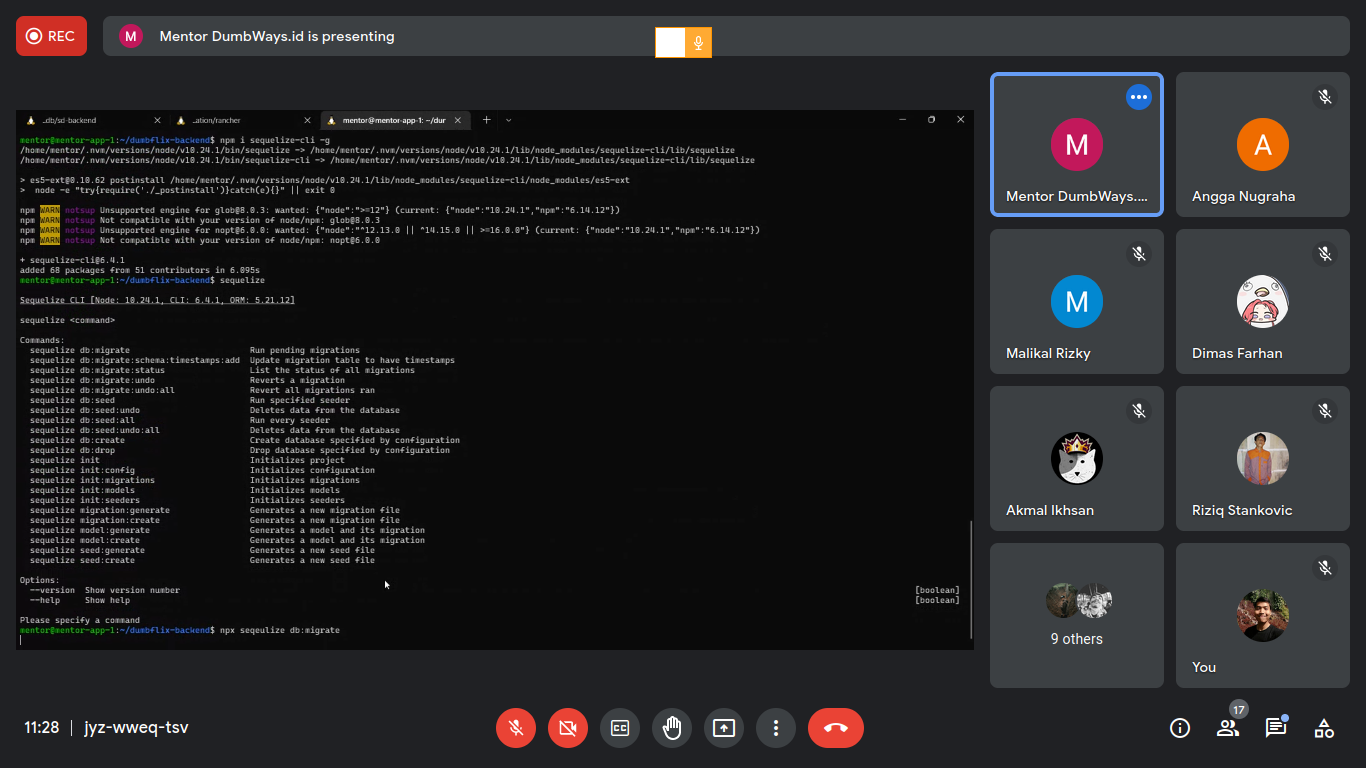 REC
M
Mentor DumbWays.id is presenting
..db/sd-backend
..ation/rancher
mentor@mentor-app-1: ~/dur
mentor@mentor-app-1:~/dumbflix-backend$ npm i sequelize-cli -g
/home/mentor/.nvm/versions/node/v10.24.1/bin/sequelize -> /home/mentor/.nvm/versions/node/v10.24.1/lib/node_modules/sequelize-cli/lib/sequelize
/home/mentor/.nvm/versions/node/v10.24.1/bin/sequelize-cli -> /home/mentor/.nvm/versions/node/v10.24.1/lib/node_modules/sequelize-cli/lib/sequelize
> es5-ext@0.10.62 postinstall /home/mentor/.nvm/versions/node/v10.24.1/lib/node_modules/sequelize-cli/node_modules/es5-ext
> node -e "try{require('./_postinstall')}catch(e){}" || exit 0
npm WARN notsup Unsupported engine for glob@8.0.3: wanted: {"node":">=12"} (current: {"node":"10.24.1","npm":"6.14.12"})
npm WARN notsup Not compatible with your version of node/npm: glob@8.0.3
npm WARN notsup Unsupported engine for nopt@6.0.0: wanted: {"node":"^12.13.0 || ^14.15.0 || >=16.0.0"} (current: {"node":"10.24.1","npm":"6.14.12"})
npm WARN notsup Not compatible with your version of node/npm: nopt@6.0.0
+ sequelize-cli@6.4.1
added 68 packages from 51 contributors in 6.095s
mentor@mentor-app-1:~/dumbflix-backend$ sequelize
Sequelize CLI [Node: 10.24.1, CLI: 6.4.1, ORM: 5.21.12]
sequelize <command>
Commands:
sequelize db:migrate Run pending migrations
sequelize db:migrate:schema:timestamps:add Update migration table to have timestamps
sequelize db:migrate:status List the status of all migrations
sequelize db:migrate:undo Reverts a migration
sequelize db:migrate:undo:all Revert all migrations ran
sequelize db:seed Run specified seeder
sequelize db:seed:undo Deletes data from the database
sequelize db:seed:all Run every seeder
sequelize db:seed:undo:all Deletes data from the database
sequelize db:create Create database specified by configuration
sequelize db:drop Drop database specified by configuration
sequelize init Initializes project
sequelize init:config Initializes configuration
sequelize init:migrations Initializes migrations
sequelize init:models Initializes models
sequelize init:seeders Initializes seeders
sequelize migration:generate Generates a new migration file
sequelize migration:create Generates a new migration file
sequelize model:generate Generates a model and its migration
sequelize model:create Generates a model and its migration
sequelize seed:generate Generates a new seed file
sequelize seed:create Generates a new seed file
Options:
--version Show version number [boolean]
--help Show help [boolean]
Please specify a command
mentor@mentor-app-1:~/dumbflix-backend$ npx seqeulize db:migrate
M
Mentor DumbWays....
A
Angga Nugraha
M
Malikal Rizky
Dimas Farhan
Akmal Ikhsan
Riziq Stankovic
9 others
You
11:28 | jyz-wweq-tsv
CC
17